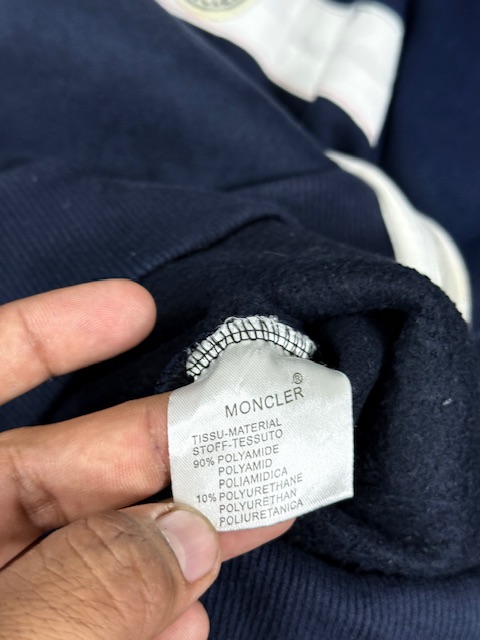 MONCLER®
TISSU-MATERIAL
STOFF-TESSUTO
90% POLYAMIDE
POLYAMID
POLIAMIDICA
10% POLYURETHANE
POLYURETHAN
POLIURETANICA